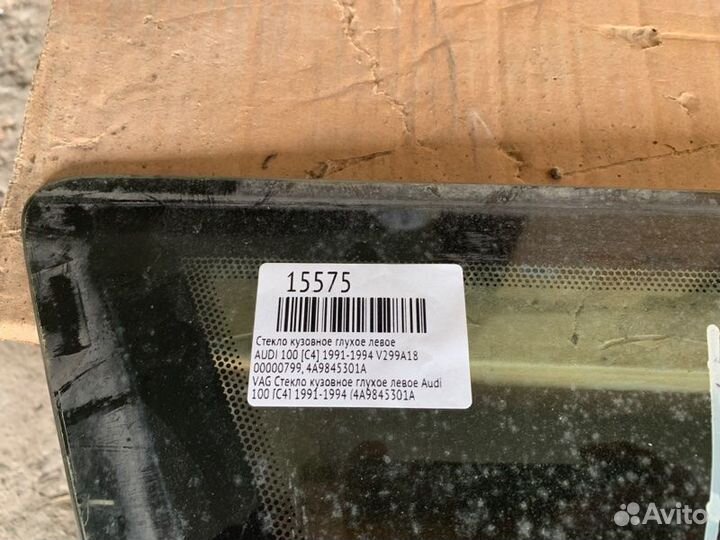 15575
Стекло кузовное глухое левое
AUDI 100 [C4] 1991-1994 V299A18
00000799, 4A9845301A
VAG Стекло кузовное глухое левое Audi
100 [C4] 1991-1994 (4A9845301A
Avito